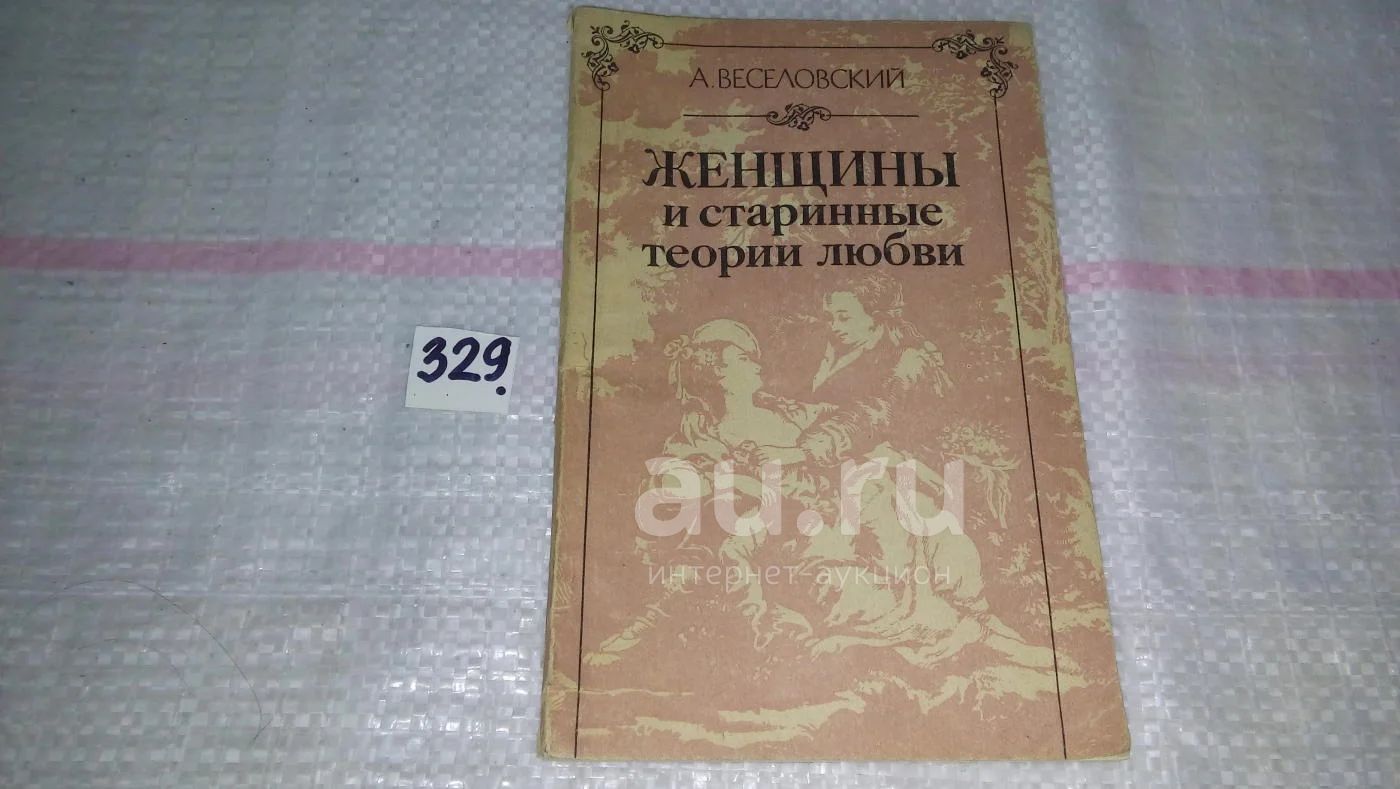 А. ВЕСЕЛОВСКИЙ
ЖЕНЩИНЫ
и старинные
теории любви
329.
au.ru
интернет-аукцион